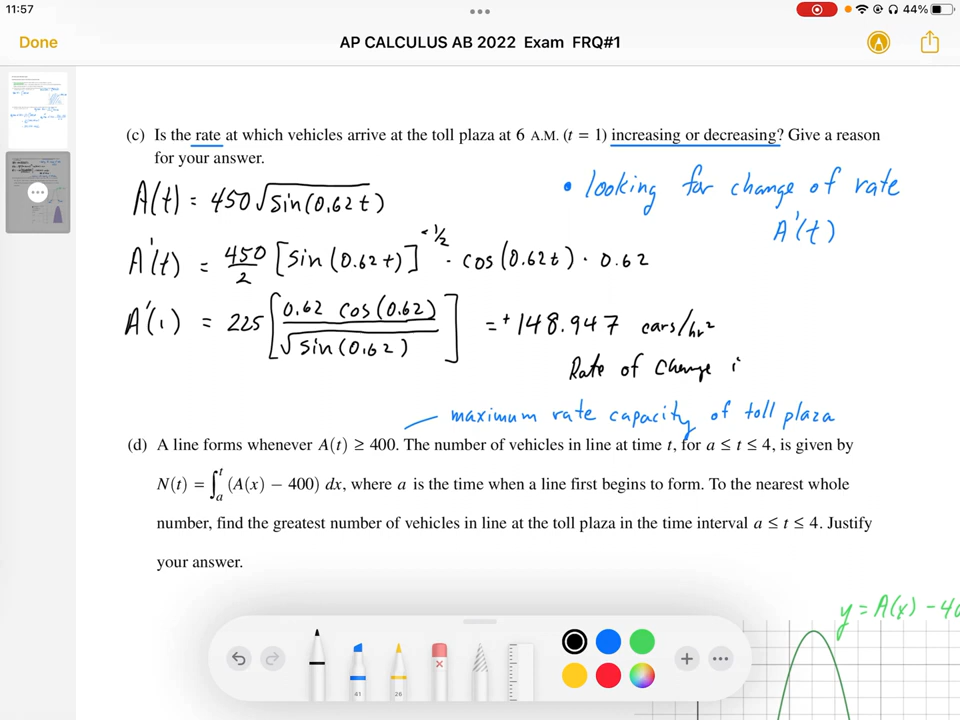 11:57
44%
Done
AP CALCULUS AB 2022 Exam FRQ#1
(c) Is the rate at which vehicles arrive at the toll plaza at 6 A.M. (t = 1) increasing or decreasing? Give a reason
for your answer.
• looking for change of rate
A'(t)
A(t) = 450√sin(0.62t)
A'(t) = 450/2 [sin(0.62t)]^-1/2 · cos(0.62t) · 0.62
A'(1) = 225 [0.62 cos(0.62) / √sin(0.62)] = +148.947 cars/hr²
Rate of change i
maximum rate capacity of toll plaza
(d) A line forms whenever A(t) ≥ 400. The number of vehicles in line at time t, for a ≤ t ≤ 4, is given by
N(t) = ∫ₐᵗ (A(x) − 400) dx, where a is the time when a line first begins to form. To the nearest whole
number, find the greatest number of vehicles in line at the toll plaza in the time interval a ≤ t ≤ 4. Justify
your answer.
y = A(x) - 40
41
26